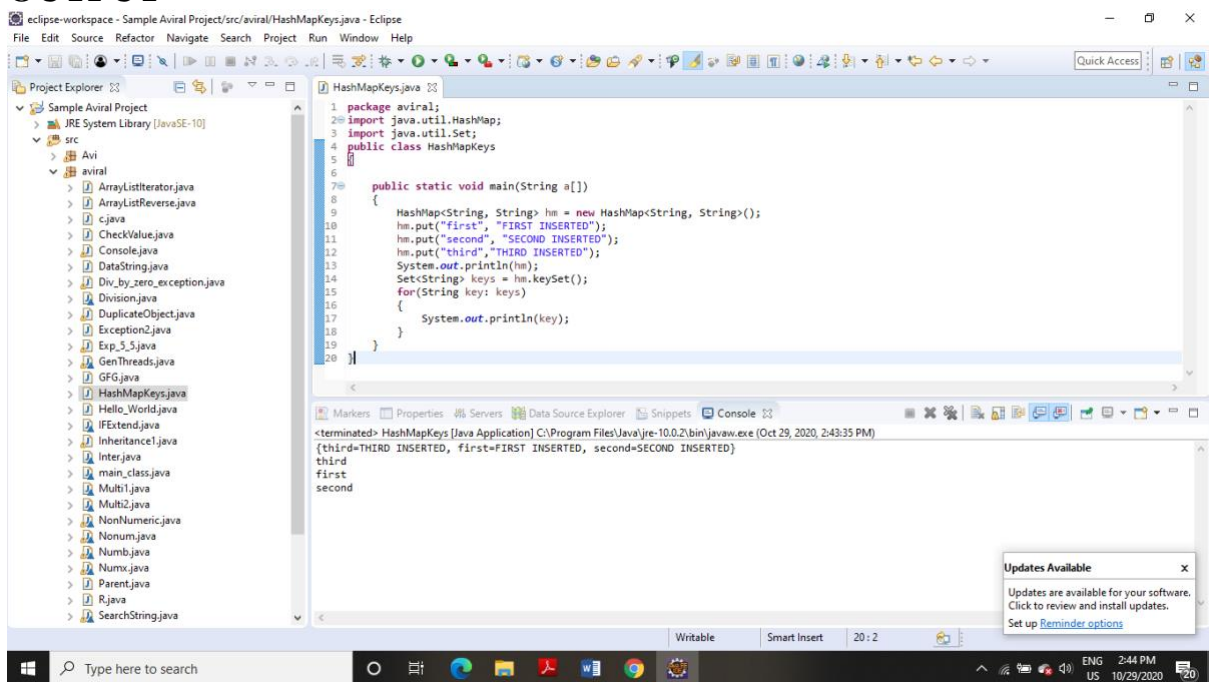 eclipse-workspace - Sample Aviral Project/src/aviral/HashMapKeys.java - Eclipse
File Edit Source Refactor Navigate Search Project Run Window Help
Quick Access
Project Explorer
Sample Aviral Project
JRE System Library [JavaSE-10]
src
Avi
aviral
ArrayListIterator.java
ArrayListReverse.java
c.java
CheckValue.java
Console.java
DataString.java
Div_by_zero_exception.java
Division.java
DuplicateObject.java
Exception2.java
Exp_5_5.java
GenThreads.java
GFG.java
HashMapKeys.java
Hello_World.java
IFExtend.java
Inheritance1.java
Inter.java
main_class.java
Multi1.java
Multi2.java
NonNumeric.java
Nonum.java
Numb.java
Numx.java
Parent.java
R.java
SearchString.java
HashMapKeys.java
1 package aviral;
2 import java.util.HashMap;
3 import java.util.Set;
4 public class HashMapKeys
5 {
6
7 public static void main(String a[])
8 {
9 HashMap<String, String> hm = new HashMap<String, String>();
10 hm.put("first", "FIRST INSERTED");
11 hm.put("second", "SECOND INSERTED");
12 hm.put("third","THIRD INSERTED");
13 System.out.println(hm);
14 Set<String> keys = hm.keySet();
15 for(String key: keys)
16 {
17 System.out.println(key);
18 }
19 }
20 }
Markers Properties Servers Data Source Explorer Snippets Console
<terminated> HashMapKeys [Java Application] C:\Program Files\Java\jre-10.0.2\bin\javaw.exe (Oct 29, 2020, 2:43:35 PM)
{third=THIRD INSERTED, first=FIRST INSERTED, second=SECOND INSERTED}
third
first
second
Updates Available x
Updates are available for your software.
Click to review and install updates.
Set up Reminder options
Writable Smart Insert 20 : 2
Type here to search
ENG 2:44 PM
US 10/29/2020
20